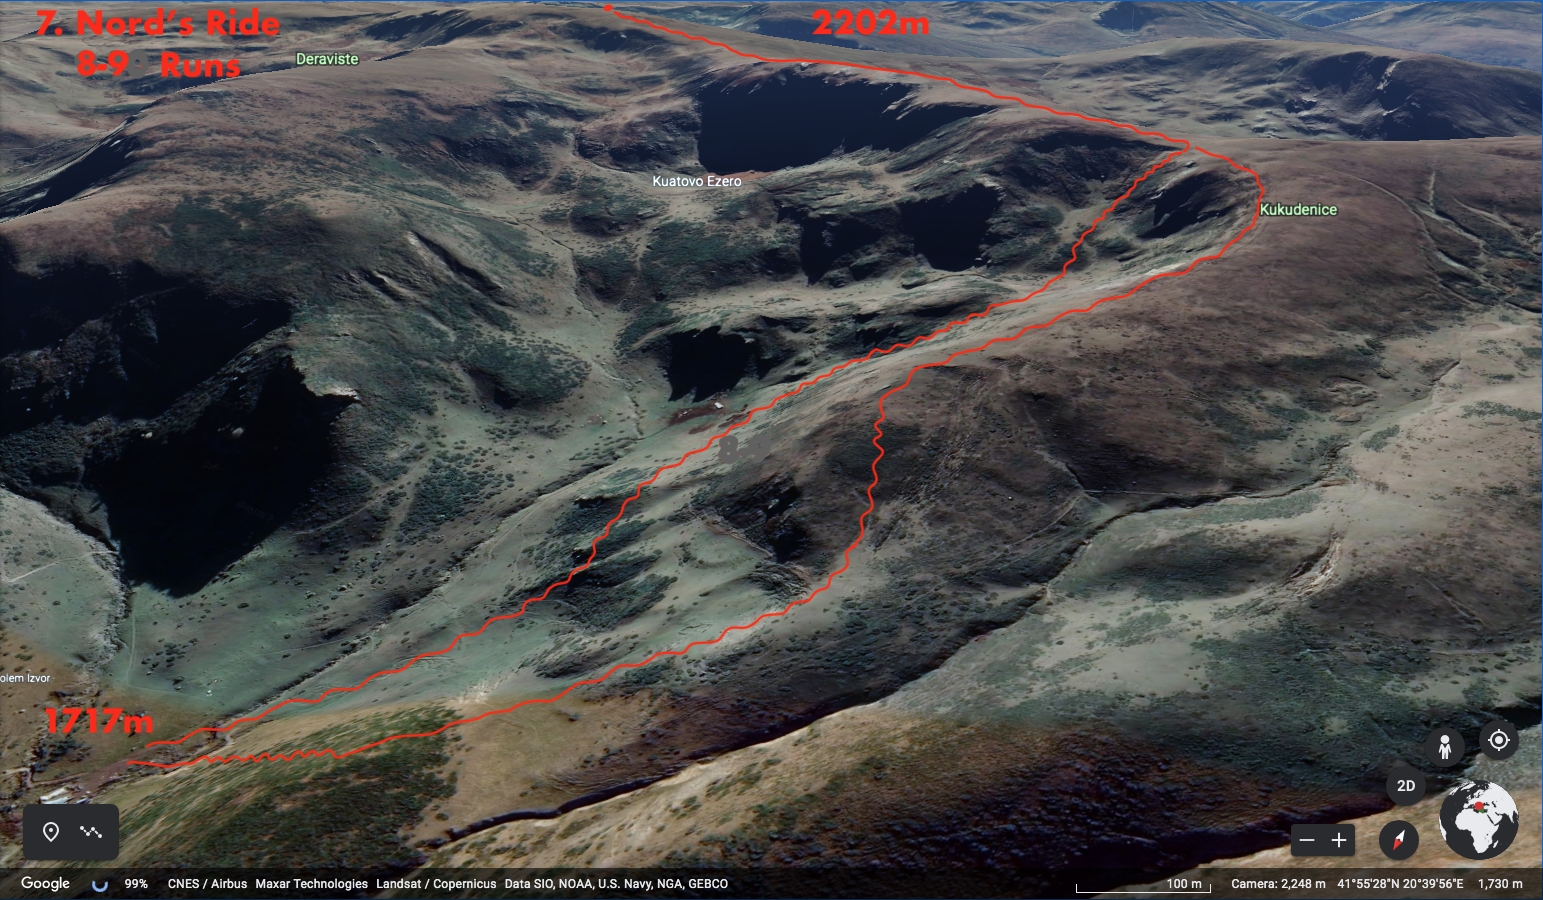 7. Nord's Ride
8-9 Runs
2202m
Deraviste
Kuatovo Ezero
Kukudenice
8-9
olem Izvor
1717m
2D
Google
99%
CNES / Airbus Maxar Technologies Landsat / Copernicus Data SIO, NOAA, U.S. Navy, NGA, GEBCO
100 m
Camera: 2,248 m 41°55'28"N 20°39'56"E 1,730 m